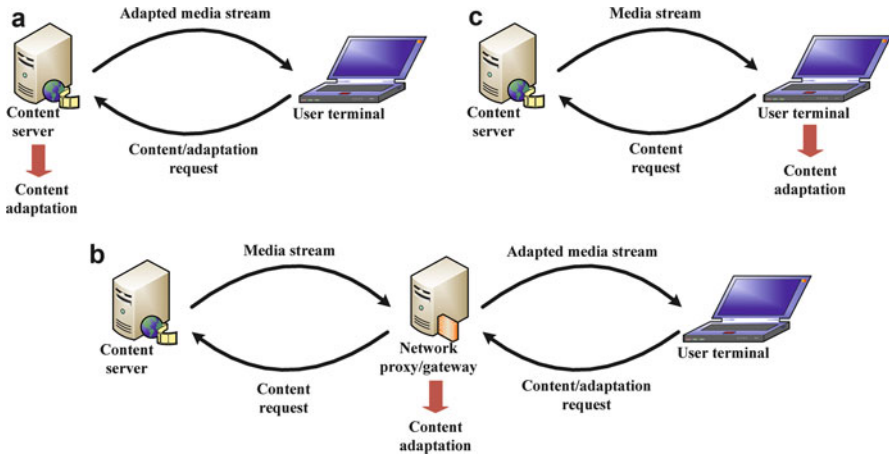 a
Adapted media stream
Content
server
User terminal
Content/adaptation
request
Content
adaptation
c
Media stream
Content
server
User terminal
Content
request
Content
adaptation
b
Media stream
Adapted media stream
Content
server
Network
proxy/gateway
User terminal
Content
request
Content/adaptation
request
Content
adaptation